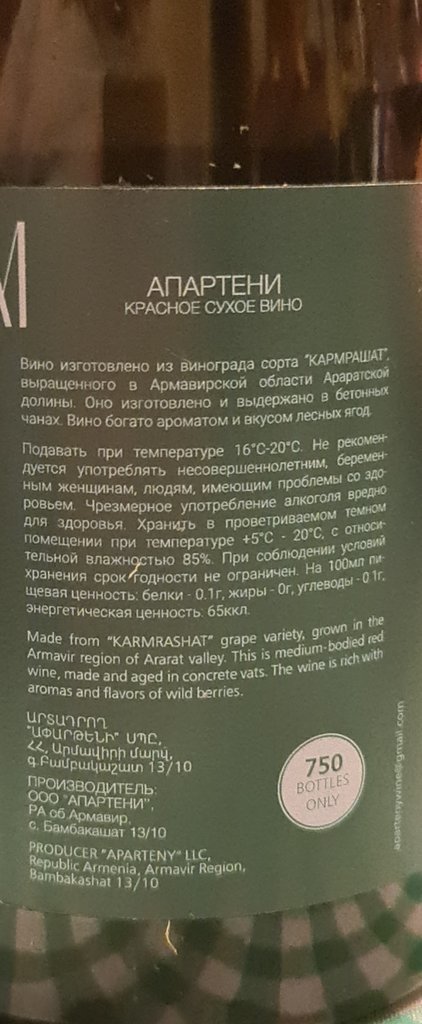 АПАРТЕНИ
КРАСНОЕ СУХОЕ ВИНО
Вино изготовлено из винограда сорта "КАРМРАШАТ",
выращенного в Армавирской области Араратской
долины. Оно изготовлено и выдержано в бетонных
чанах. Вино богато ароматом и вкусом лесных ягод.
Подавать при температуре 16°C-20°C. Не рекомен-
дуется употреблять несовершеннолетним, беремен-
ным женщинам, людям, имеющим проблемы со здо-
ровьем. Чрезмерное употребление алкоголя вредно
для здоровья. Хранить в проветриваемом темном
помещении при температуре +5°C - 20°C, с относи-
тельной влажностью 85%. При соблюдении условий
хранения срок годности не ограничен. На 100мл пи-
щевая ценность: белки - 0.1г, жиры - 0г, углеводы - 0.1г,
энергетическая ценность: 65ккл.
Made from "KARMRASHAT" grape variety, grown in the
Armavir region of Ararat valley. This is medium-bodied red
wine, made and aged in concrete vats. The wine is rich with
aromas and flavors of wild berries.
ԱՐՏԱԴՐՈՂ
"ԱՓԱՐԹԵՆԻ" ՍՊԸ,
ՀՀ, Արմավիրի մարզ,
գ.Բամբակաշատ 13/10
ПРОИЗВОДИТЕЛЬ:
ООО "АПАРТЕНИ",
РА об Армавир,
с. Бамбакашат 13/10
PRODUCER "APARTENY" LLC,
Republic Armenia, Armavir Region,
Bambakashat 13/10
750
BOTTLES
ONLY
apartenywine@gmail.com